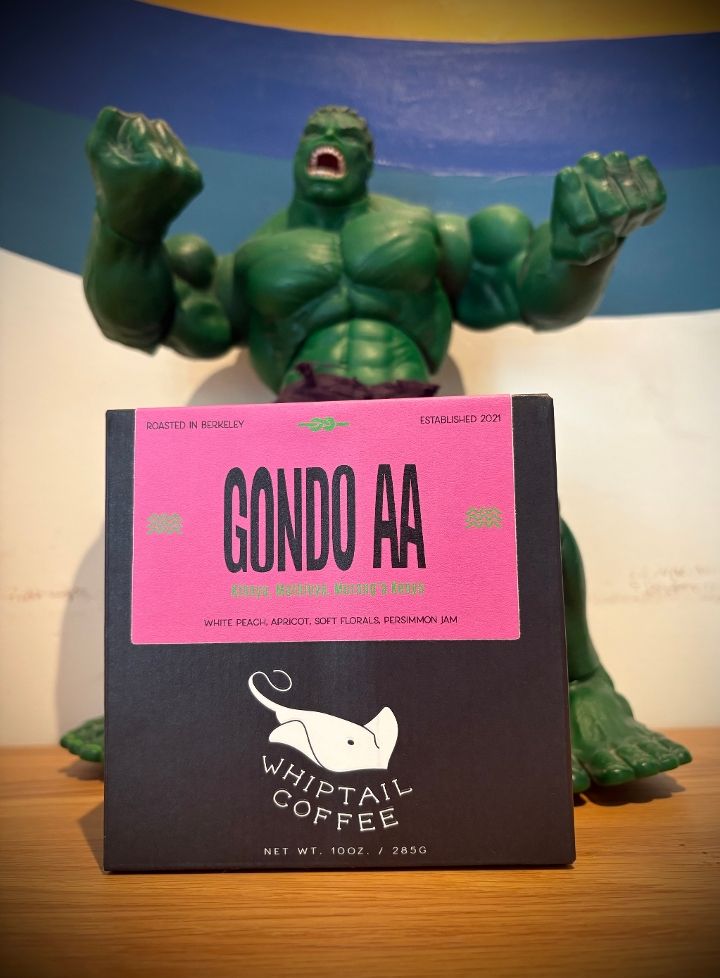 ROASTED IN BERKELEY
ESTABLISHED 2021
GONDO AA
WHITE PEACH, APRICOT, SOFT FLORALS, PERSIMMON JAM
WHIPTAIL
COFFEE
NET WT. 10OZ. / 285G